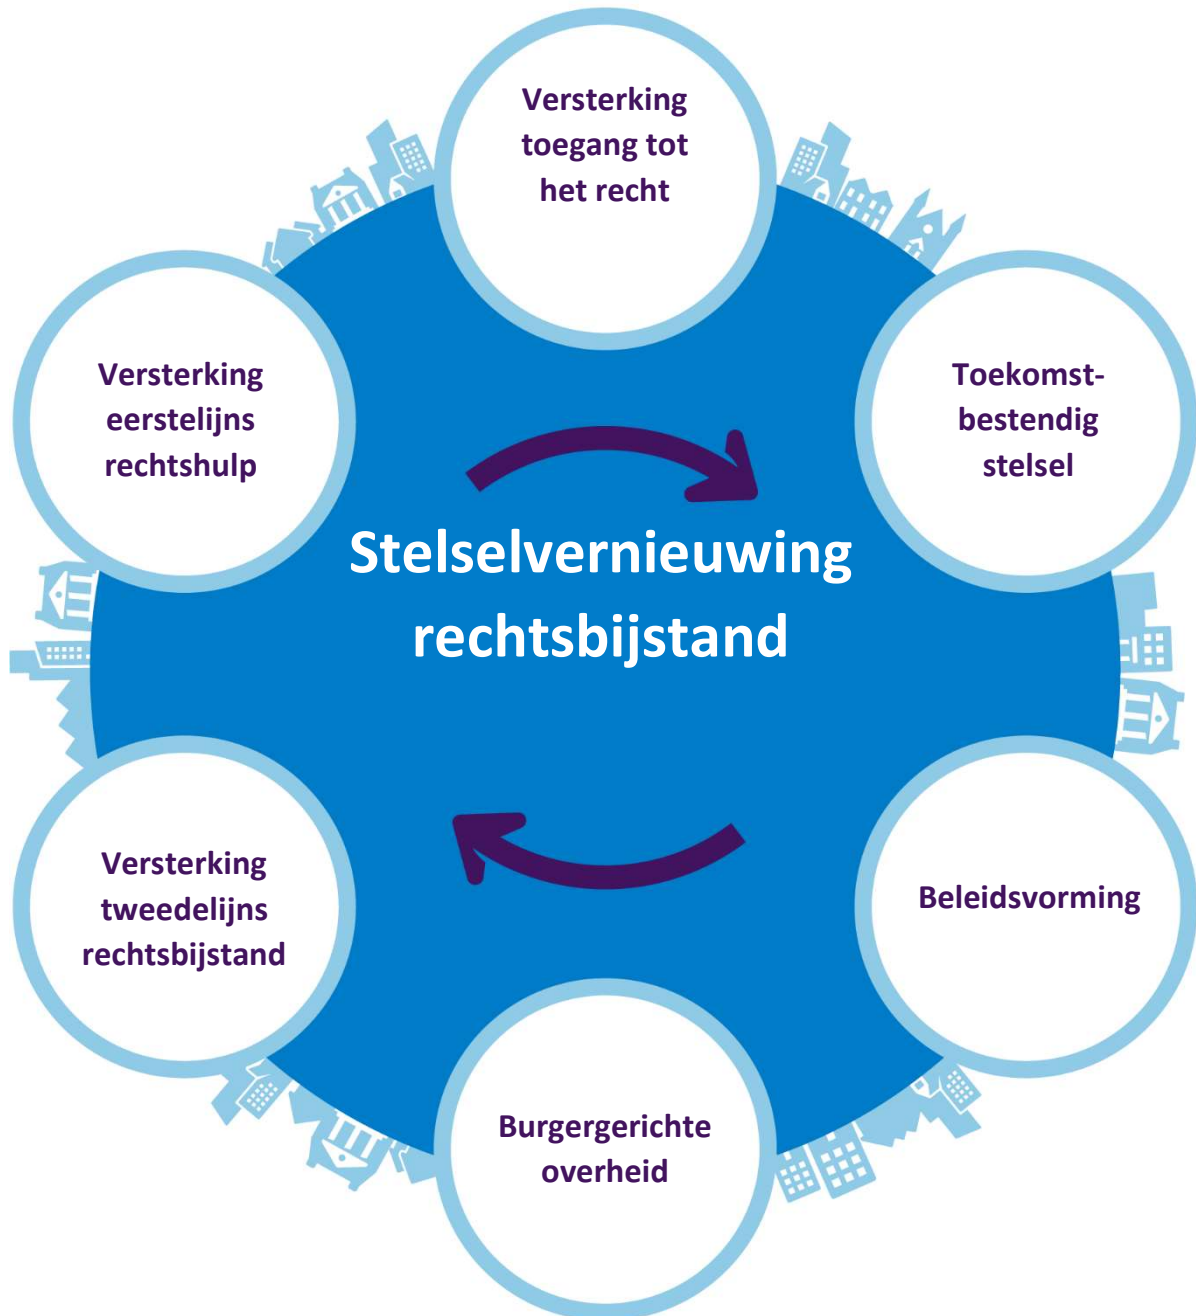 Versterking
toegang tot
het recht
Versterking
eerstelijns
rechtshulp
Toekomst-
bestendig
stelsel
Stelselvernieuwing
rechtsbijstand
Versterking
tweedelijns
rechtsbijstand
Beleidsvorming
Burgergerichte
overheid